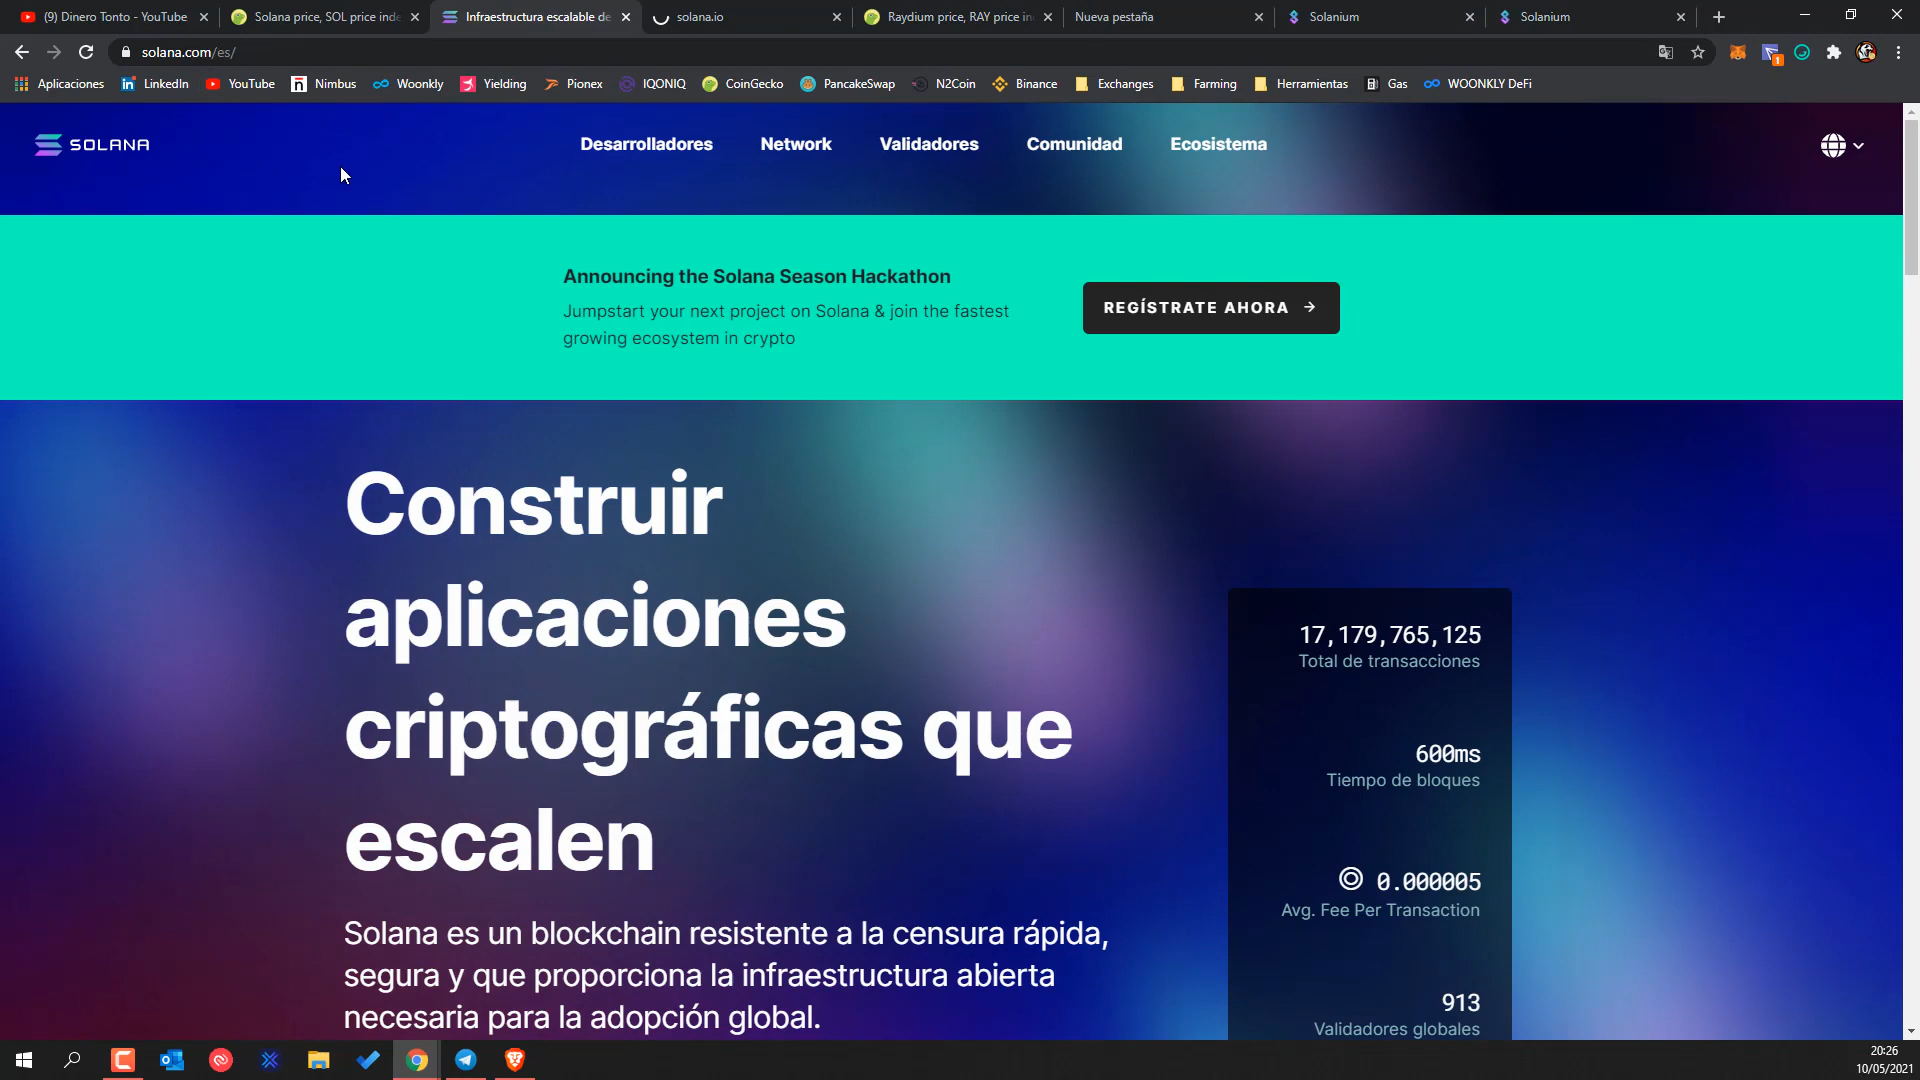 (9) Dinero Tonto - YouTube
Solana price, SOL price inde
Infraestructura escalable de
solana.io
Raydium price, RAY price in
Nueva pestaña
Solanium
Solanium
solana.com/es/
1
Aplicaciones
LinkedIn
YouTube
Nimbus
Woonkly
Yielding
Pionex
IQONIQ
CoinGecko
PancakeSwap
N2Coin
Binance
Exchanges
Farming
Herramientas
Gas
WOONKLY DeFi
SOLANA
Desarrolladores
Network
Validadores
Comunidad
Ecosistema
Announcing the Solana Season Hackathon
Jumpstart your next project on Solana & join the fastest
growing ecosystem in crypto
REGÍSTRATE AHORA →
Construir
aplicaciones
criptográficas que
escalen
Solana es un blockchain resistente a la censura rápida,
segura y que proporciona la infraestructura abierta
necesaria para la adopción global.
17,179,765,125
Total de transacciones
600ms
Tiempo de bloques
0.000005
Avg. Fee Per Transaction
913
Validadores globales
20:26
10/05/2021